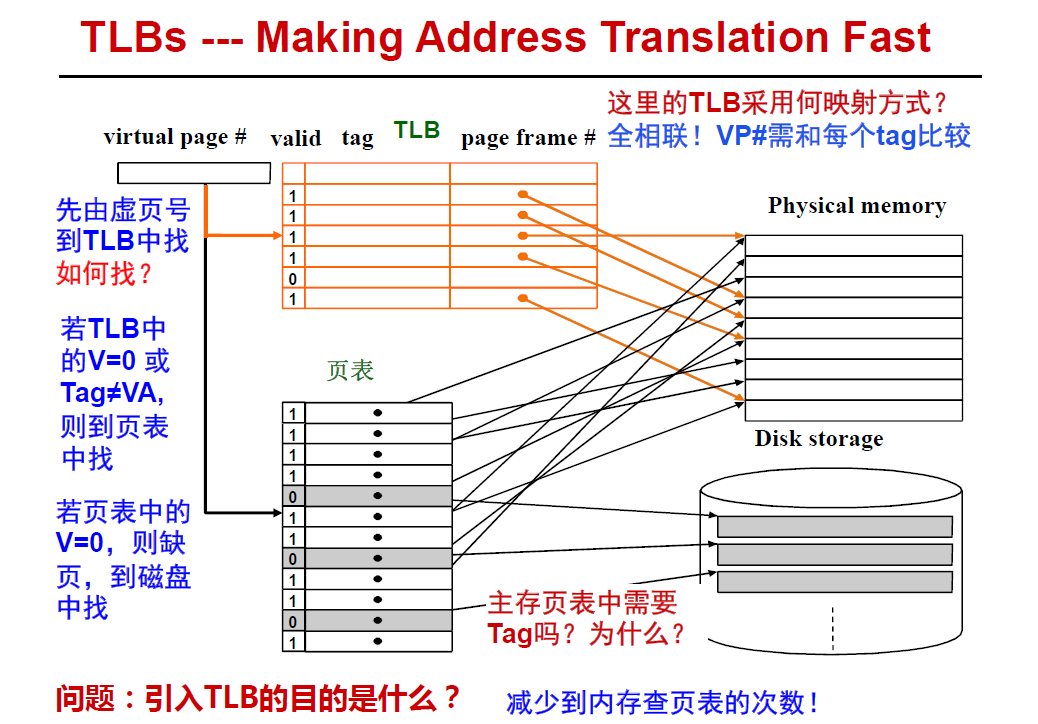 TLBs --- Making Address Translation Fast
这里的TLB采用何映射方式？
全相联！VP#需和每个tag比较
virtual page #
valid
tag
TLB
page frame #
1
1
1
1
0
1
先由虚页号
到TLB中找
如何找？
Physical memory
若TLB中
的V=0 或
Tag≠VA,
则到页表
中找
页表
1
1
1
1
0
1
1
0
1
1
0
1
Disk storage
若页表中的
V=0，则缺
页，到磁盘
中找
主存页表中需要
Tag吗？为什么？
问题：引入TLB的目的是什么？
减少到内存查页表的次数！